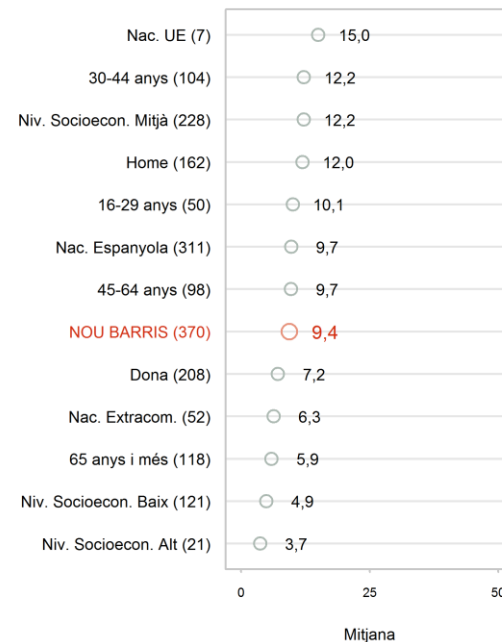 Nac. UE (7) 15,0
30-44 anys (104) 12,2
Niv. Socioecon. Mitjà (228) 12,2
Home (162) 12,0
16-29 anys (50) 10,1
Nac. Espanyola (311) 9,7
45-64 anys (98) 9,7
NOU BARRIS (370) 9,4
Dona (208) 7,2
Nac. Extracom. (52) 6,3
65 anys i més (118) 5,9
Niv. Socioecon. Baix (121) 4,9
Niv. Socioecon. Alt (21) 3,7
0 25 50
Mitjana